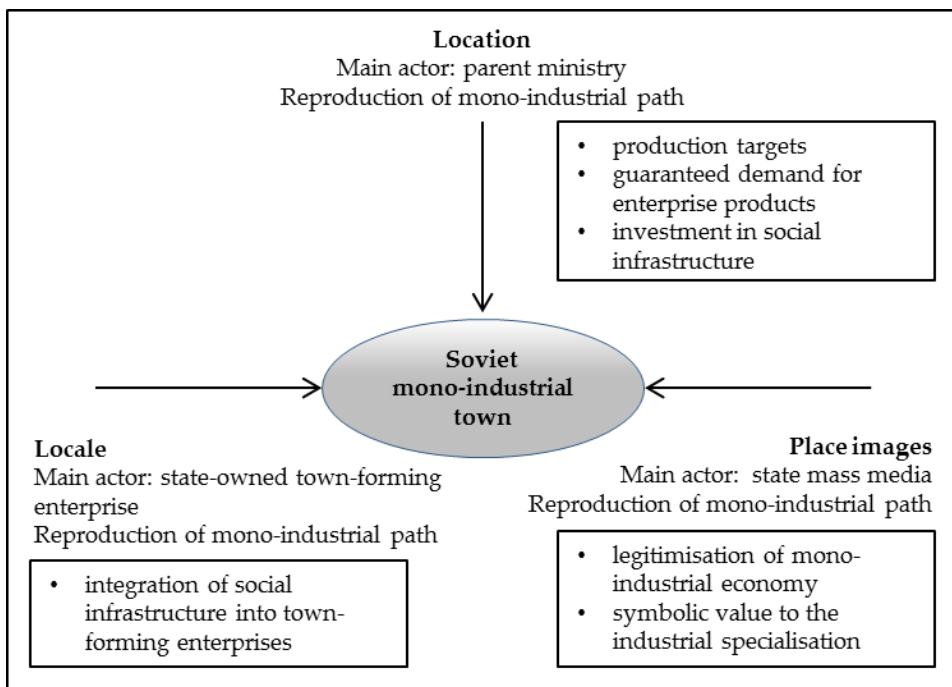 Location
Main actor: parent ministry
Reproduction of mono-industrial path
• production targets
• guaranteed demand for
enterprise products
• investment in social
infrastructure
Soviet
mono-industrial
town
Locale
Main actor: state-owned town-forming
enterprise
Reproduction of mono-industrial path
• integration of social
infrastructure into town-
forming enterprises
Place images
Main actor: state mass media
Reproduction of mono-industrial path
• legitimisation of mono-
industrial economy
• symbolic value to the
industrial specialisation